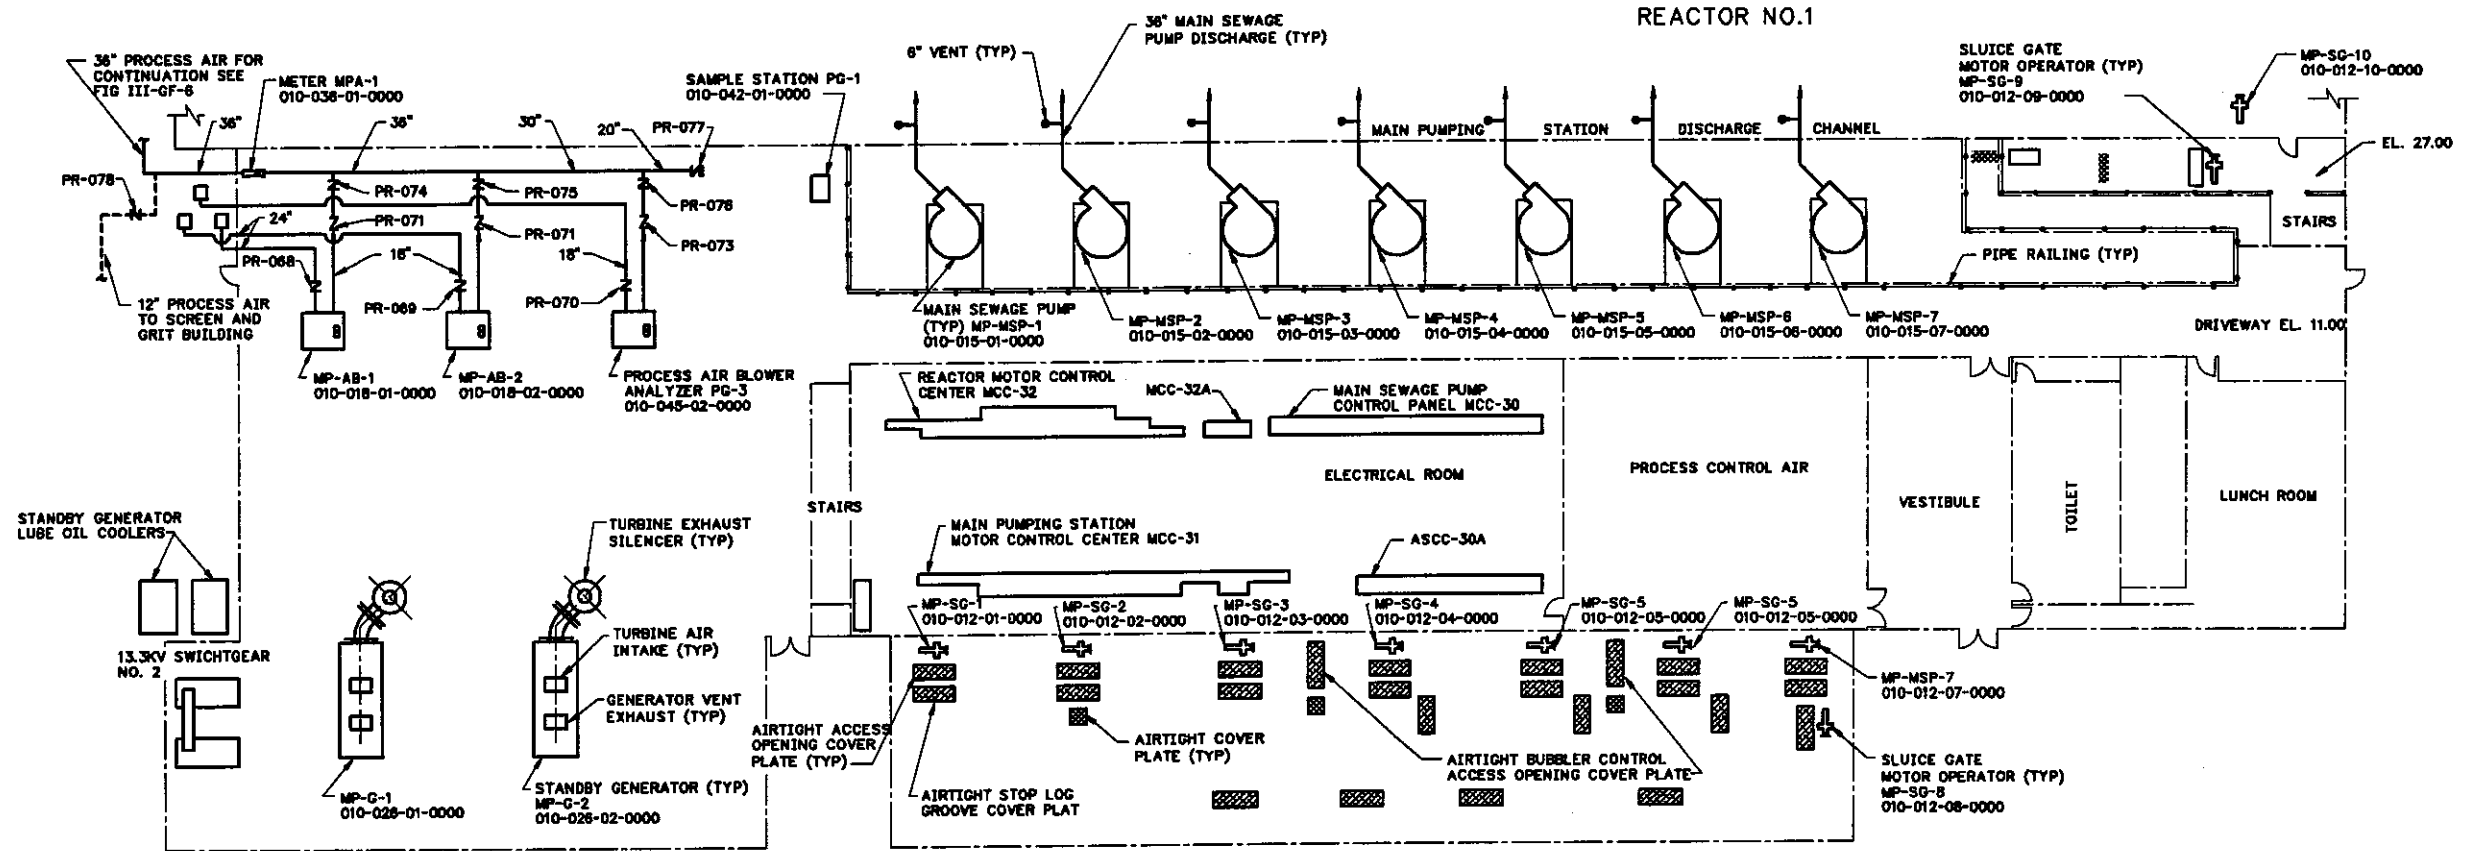 REACTOR NO.1
36" PROCESS AIR FOR
CONTINUATION SEE
FIG III-GF-6
METER MPA-1
010-036-01-0000
36"
36"
30"
20"
PR-077
SAMPLE STATION PG-1
010-042-01-0000
6" VENT (TYP)
36" MAIN SEWAGE
PUMP DISCHARGE (TYP)
SLUICE GATE
MOTOR OPERATOR (TYP)
MP-SG-9
010-012-09-0000
MP-SG-10
010-012-10-0000
EL. 27.00
MAIN PUMPING STATION DISCHARGE CHANNEL
PR-078
PR-074
PR-075
PR-076
PR-071
PR-071
PR-073
24"
PR-068
16"
18"
PR-069
PR-070
12" PROCESS AIR
TO SCREEN AND
GRIT BUILDING
STAIRS
PIPE RAILING (TYP)
DRIVEWAY EL. 11.00
MAIN SEWAGE PUMP
(TYP) MP-MSP-1
010-015-01-0000
MP-MSP-2
010-015-02-0000
MP-MSP-3
010-015-03-0000
MP-MSP-4
010-015-04-0000
MP-MSP-5
010-015-05-0000
MP-MSP-6
010-015-06-0000
MP-MSP-7
010-015-07-0000
MP-AB-1
010-018-01-0000
MP-AB-2
010-018-02-0000
PROCESS AIR BLOWER
ANALYZER PG-3
010-045-02-0000
REACTOR MOTOR CONTROL
CENTER MCC-32
MCC-32A
MAIN SEWAGE PUMP
CONTROL PANEL MCC-30
ELECTRICAL ROOM
PROCESS CONTROL AIR
VESTIBULE
TOILET
LUNCH ROOM
STAIRS
STANDBY GENERATOR
LUBE OIL COOLERS
TURBINE EXHAUST
SILENCER (TYP)
MAIN PUMPING STATION
MOTOR CONTROL CENTER MCC-31
ASCC-30A
MP-SG-1
010-012-01-0000
MP-SG-2
010-012-02-0000
MP-SG-3
010-012-03-0000
MP-SG-4
010-012-04-0000
MP-SG-5
010-012-05-0000
MP-SG-5
010-012-05-0000
TURBINE AIR
INTAKE (TYP)
13.3KV SWICHTGEAR
NO. 2
GENERATOR VENT
EXHAUST (TYP)
MP-MSP-7
010-012-07-0000
AIRTIGHT ACCESS
OPENING COVER
PLATE (TYP)
AIRTIGHT COVER
PLATE (TYP)
AIRTIGHT BUBBLER CONTROL
ACCESS OPENING COVER PLATE
SLUICE GATE
MOTOR OPERATOR (TYP)
MP-SG-8
010-012-08-0000
MP-G-1
010-026-01-0000
STANDBY GENERATOR (TYP)
MP-G-2
010-026-02-0000
AIRTIGHT STOP LOG
GROOVE COVER PLAT